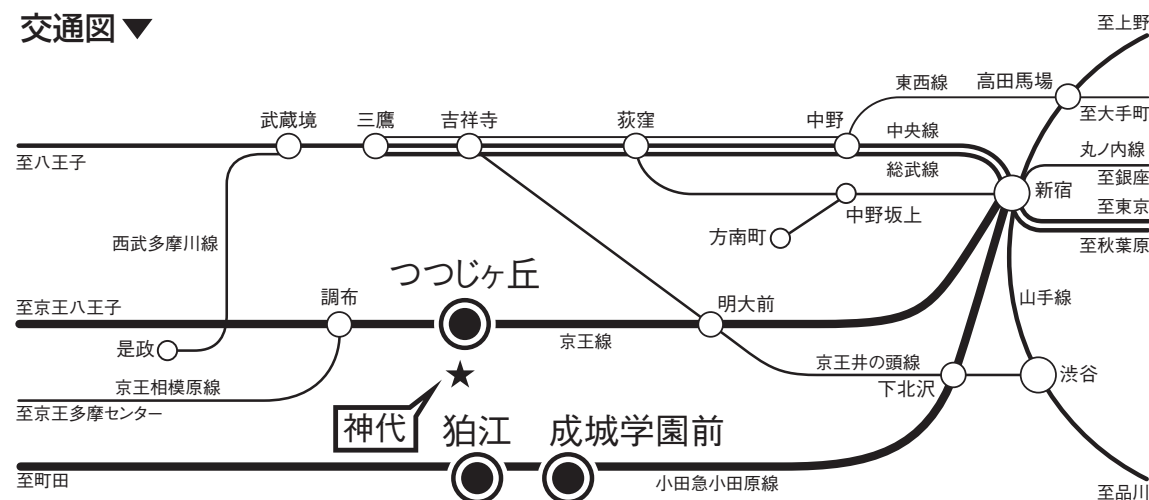 交通図▼
至上野
東西線
高田馬場
至大手町
武蔵境
三鷹
吉祥寺
荻窪
中野
中央線
至八王子
総武線
丸ノ内線
至銀座
新宿
至東京
至秋葉原
中野坂上
方南町
西武多摩川線
つつじヶ丘
至京王八王子
調布
明大前
山手線
京王線
是政
京王井の頭線
渋谷
下北沢
京王相模原線
至京王多摩センター
★
神代
狛江
成城学園前
至町田
小田急小田原線
至品川